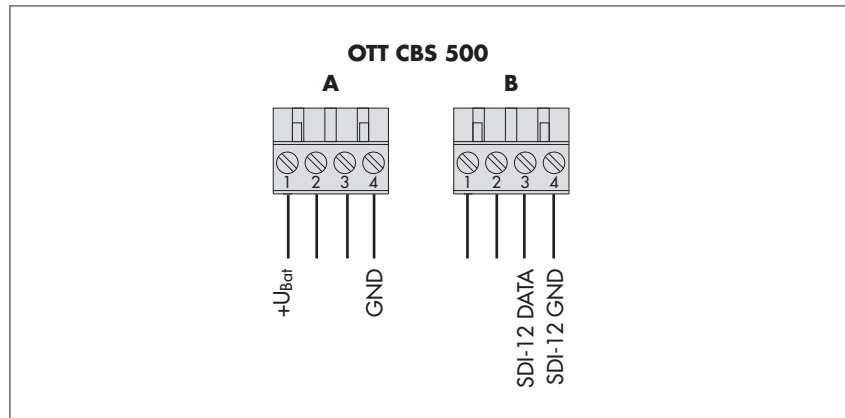 OTT CBS 500
A
B
1 2 3 4
1 2 3 4
+UBat
GND
SDI-12 DATA
SDI-12 GND